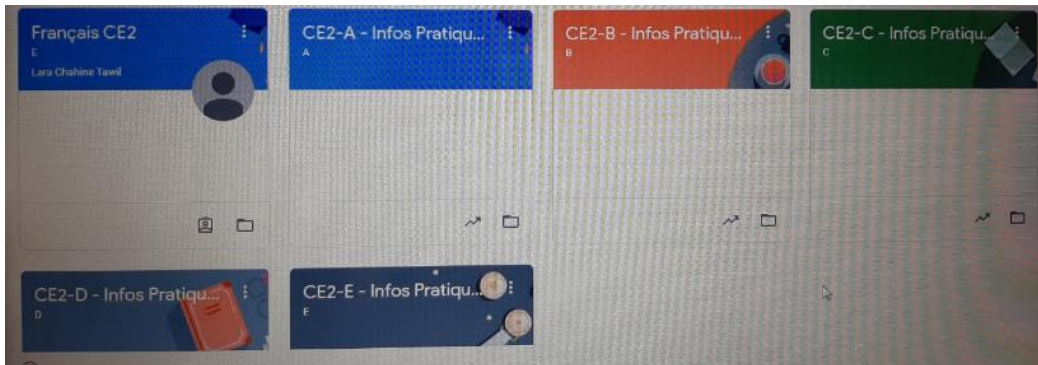 Français CE2
E
Lara Chahine Tawil
CE2-A - Infos Pratiqu...
A
CE2-B - Infos Pratiqu...
B
CE2-C - Infos Pratiqu...
C
CE2-D - Infos Pratiqu...
D
CE2-E - Infos Pratiqu...
E